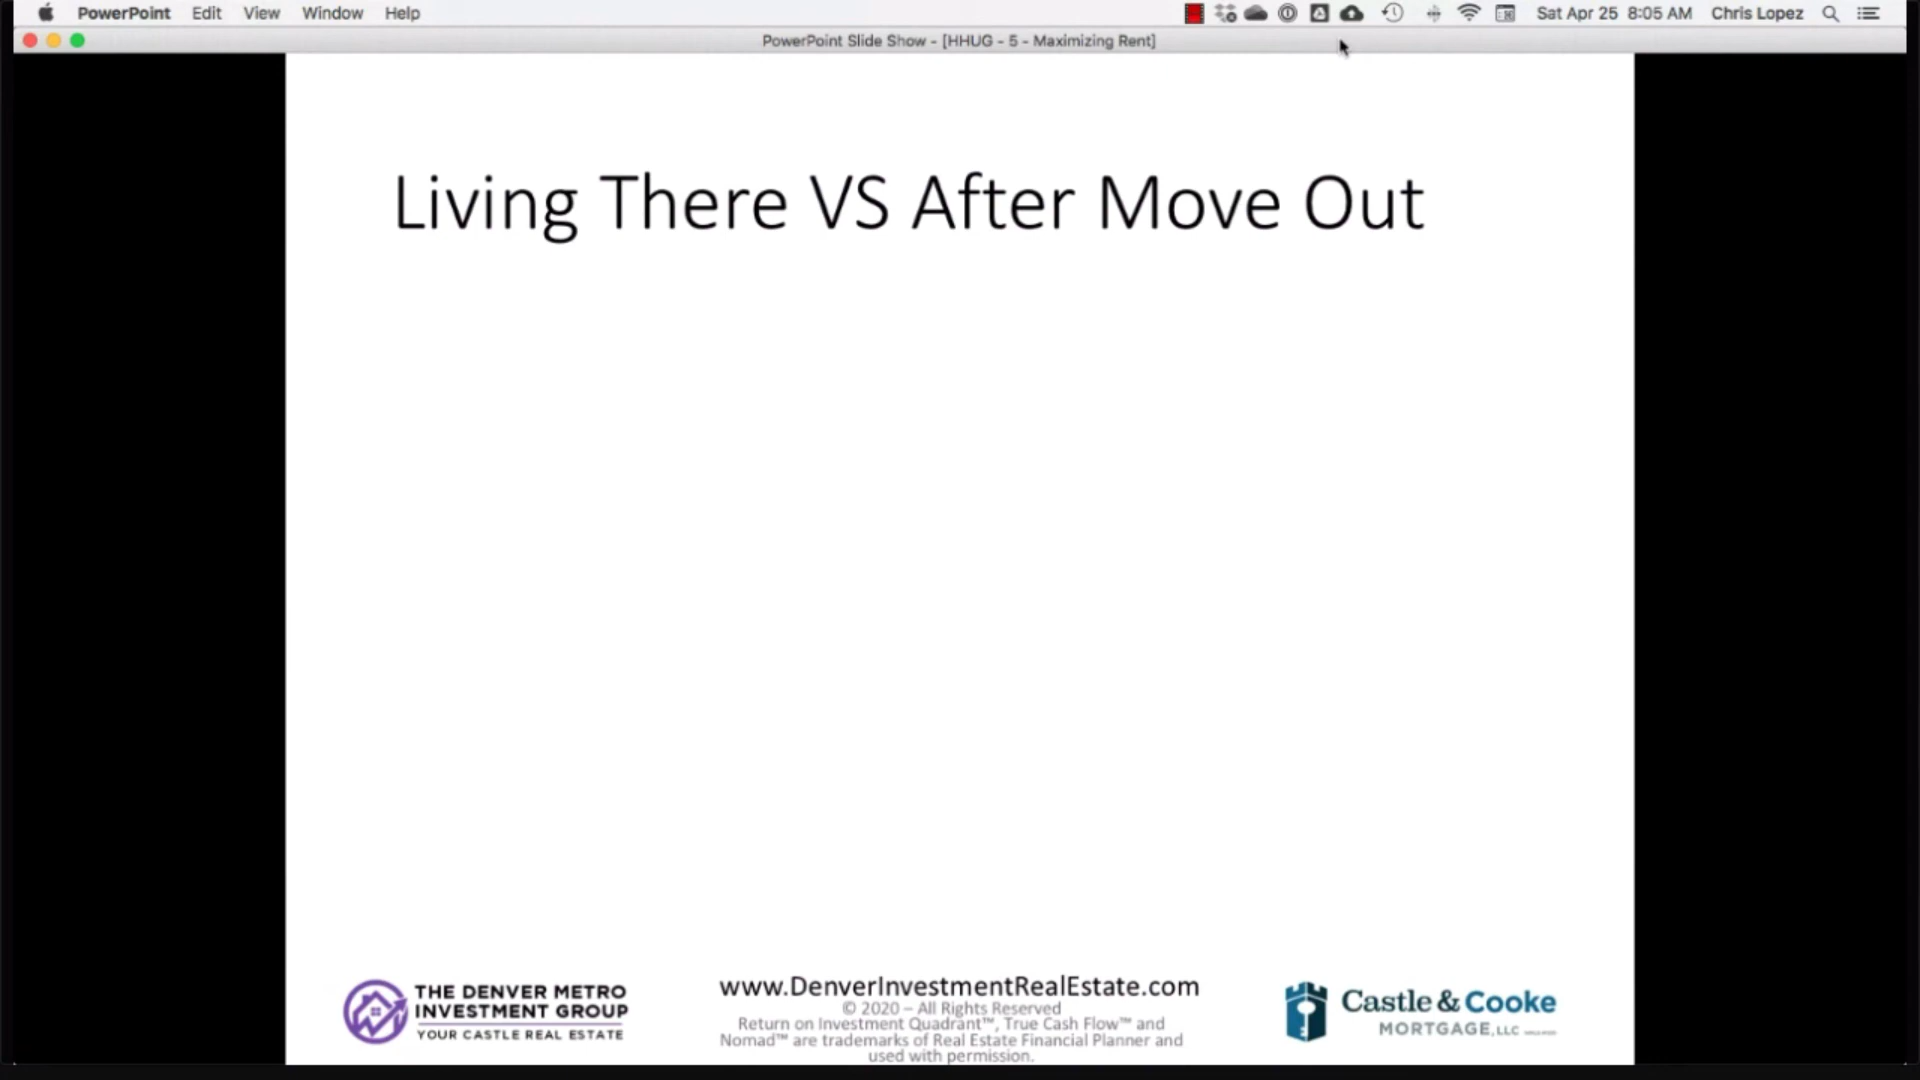 PowerPoint Edit View Window Help Sat Apr 25 8:05 AM Chris Lopez
PowerPoint Slide Show - [HHUG - 5 - Maximizing Rent]
Living There VS After Move Out
THE DENVER METRO
INVESTMENT GROUP
YOUR CASTLE REAL ESTATE
www.DenverInvestmentRealEstate.com
© 2020 – All Rights Reserved
Return on Investment Quadrant™, True Cash Flow™ and
Nomad™ are trademarks of Real Estate Financial Planner and
used with permission.
Castle & Cooke
MORTGAGE, LLC